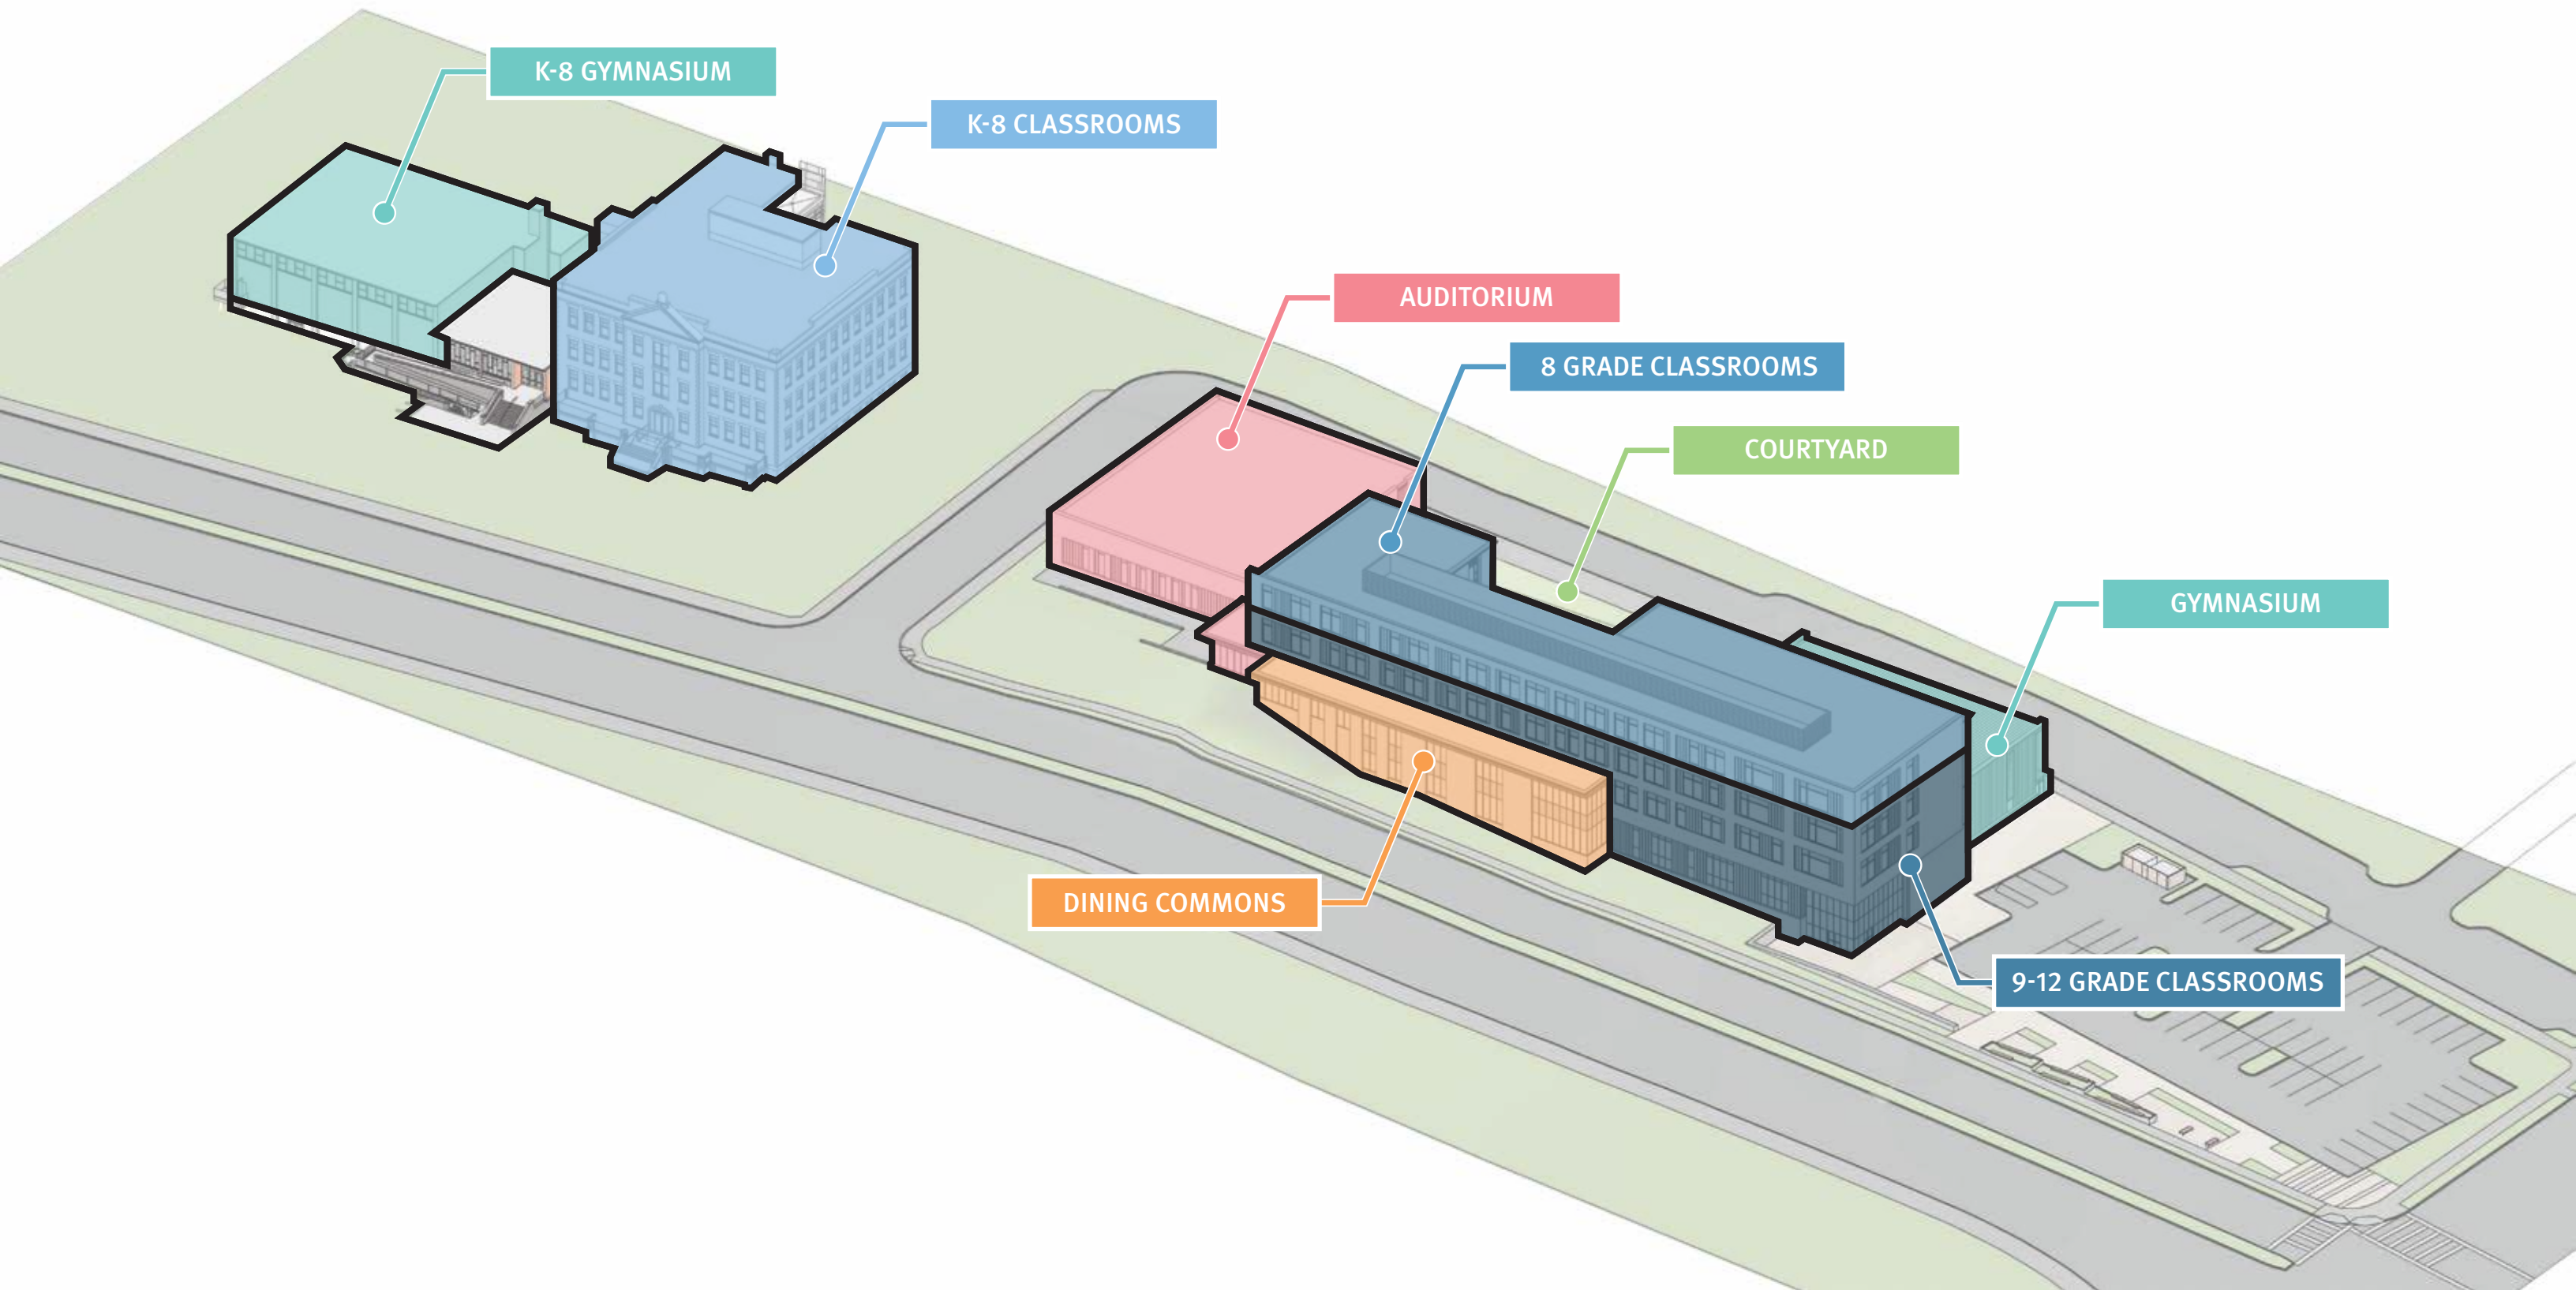 K-8 GYMNASIUM
K-8 CLASSROOMS
AUDITORIUM
8 GRADE CLASSROOMS
COURTYARD
GYMNASIUM
DINING COMMONS
9-12 GRADE CLASSROOMS